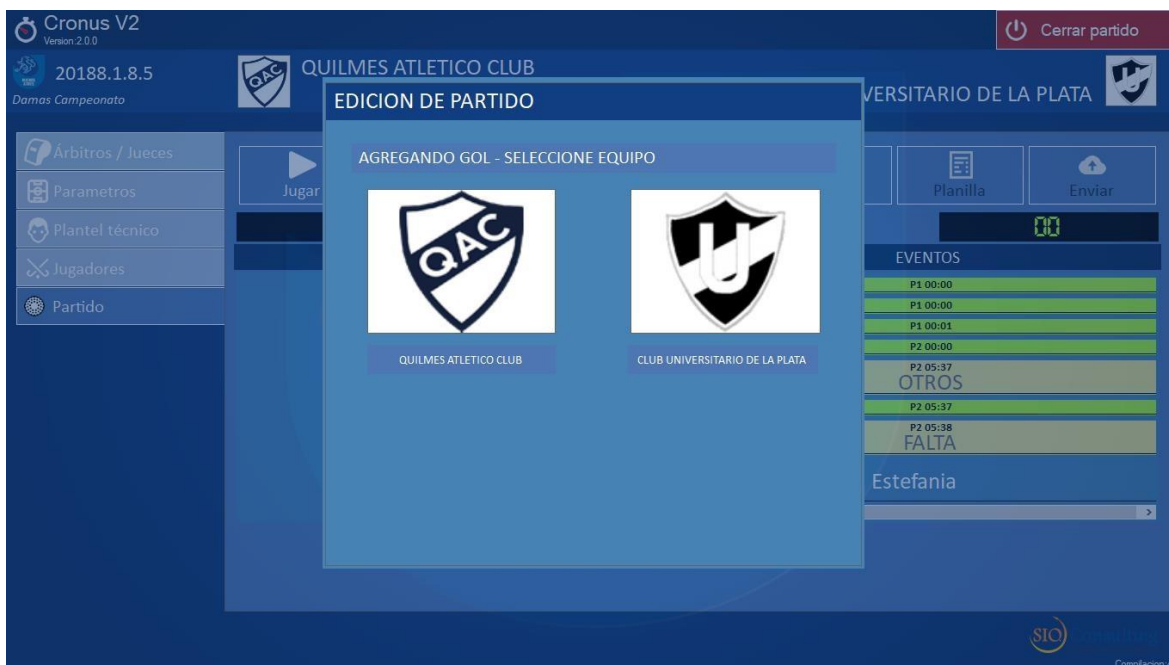 Cronus V2
Version:2.0.0
Cerrar partido
20188.1.8.5
Damas Campeonato
QAC
QUILMES ATLETICO CLUB
VERSITARIO DE LA PLATA
U
EDICION DE PARTIDO
AGREGANDO GOL - SELECCIONE EQUIPO
QAC
U
QUILMES ATLETICO CLUB
CLUB UNIVERSITARIO DE LA PLATA
Árbitros / Jueces
Parametros
Plantel técnico
Jugadores
Partido
Jugar
Planilla
Enviar
00
EVENTOS
P1 00:00
P1 00:00
P1 00:01
P2 00:00
P2 05:37
OTROS
P2 05:37
P2 05:38
FALTA
Estefania
SIO